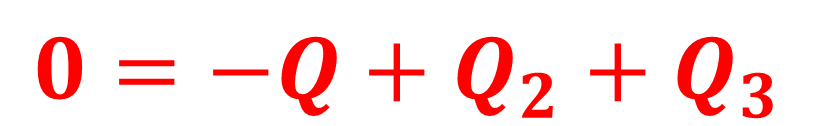 0 = −Q + Q₂ + Q₃